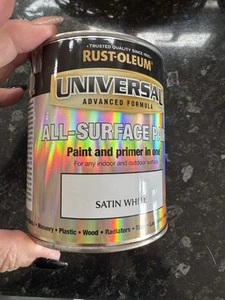 TRUSTED QUALITY SINCE
RUST-OLEUM
UNIVERSAL
ADVANCED FORMULA
ALL-SURFACE
Paint and primer in one
For any indoor and outdoor surface
SATIN WHITE
• Plastic • Wood • Radiators •